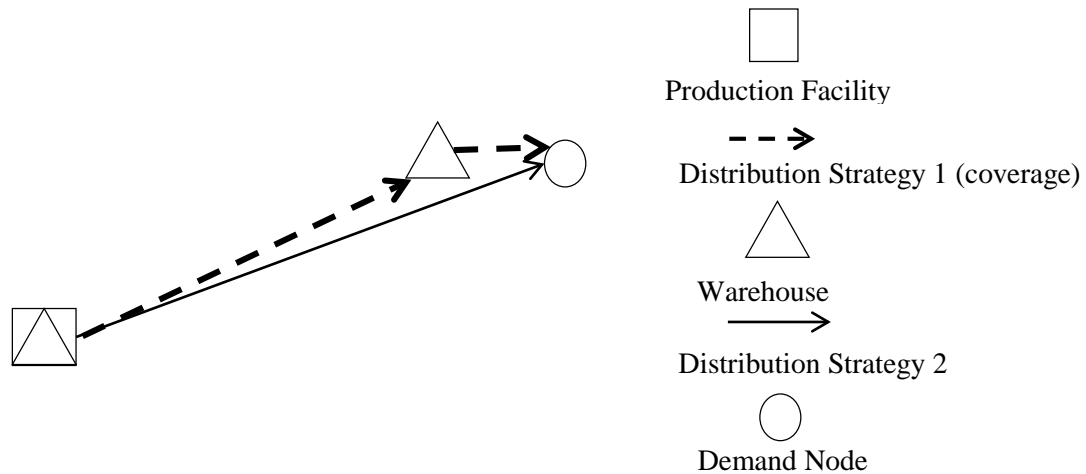 Production Facility
Distribution Strategy 1 (coverage)
Warehouse
Distribution Strategy 2
Demand Node